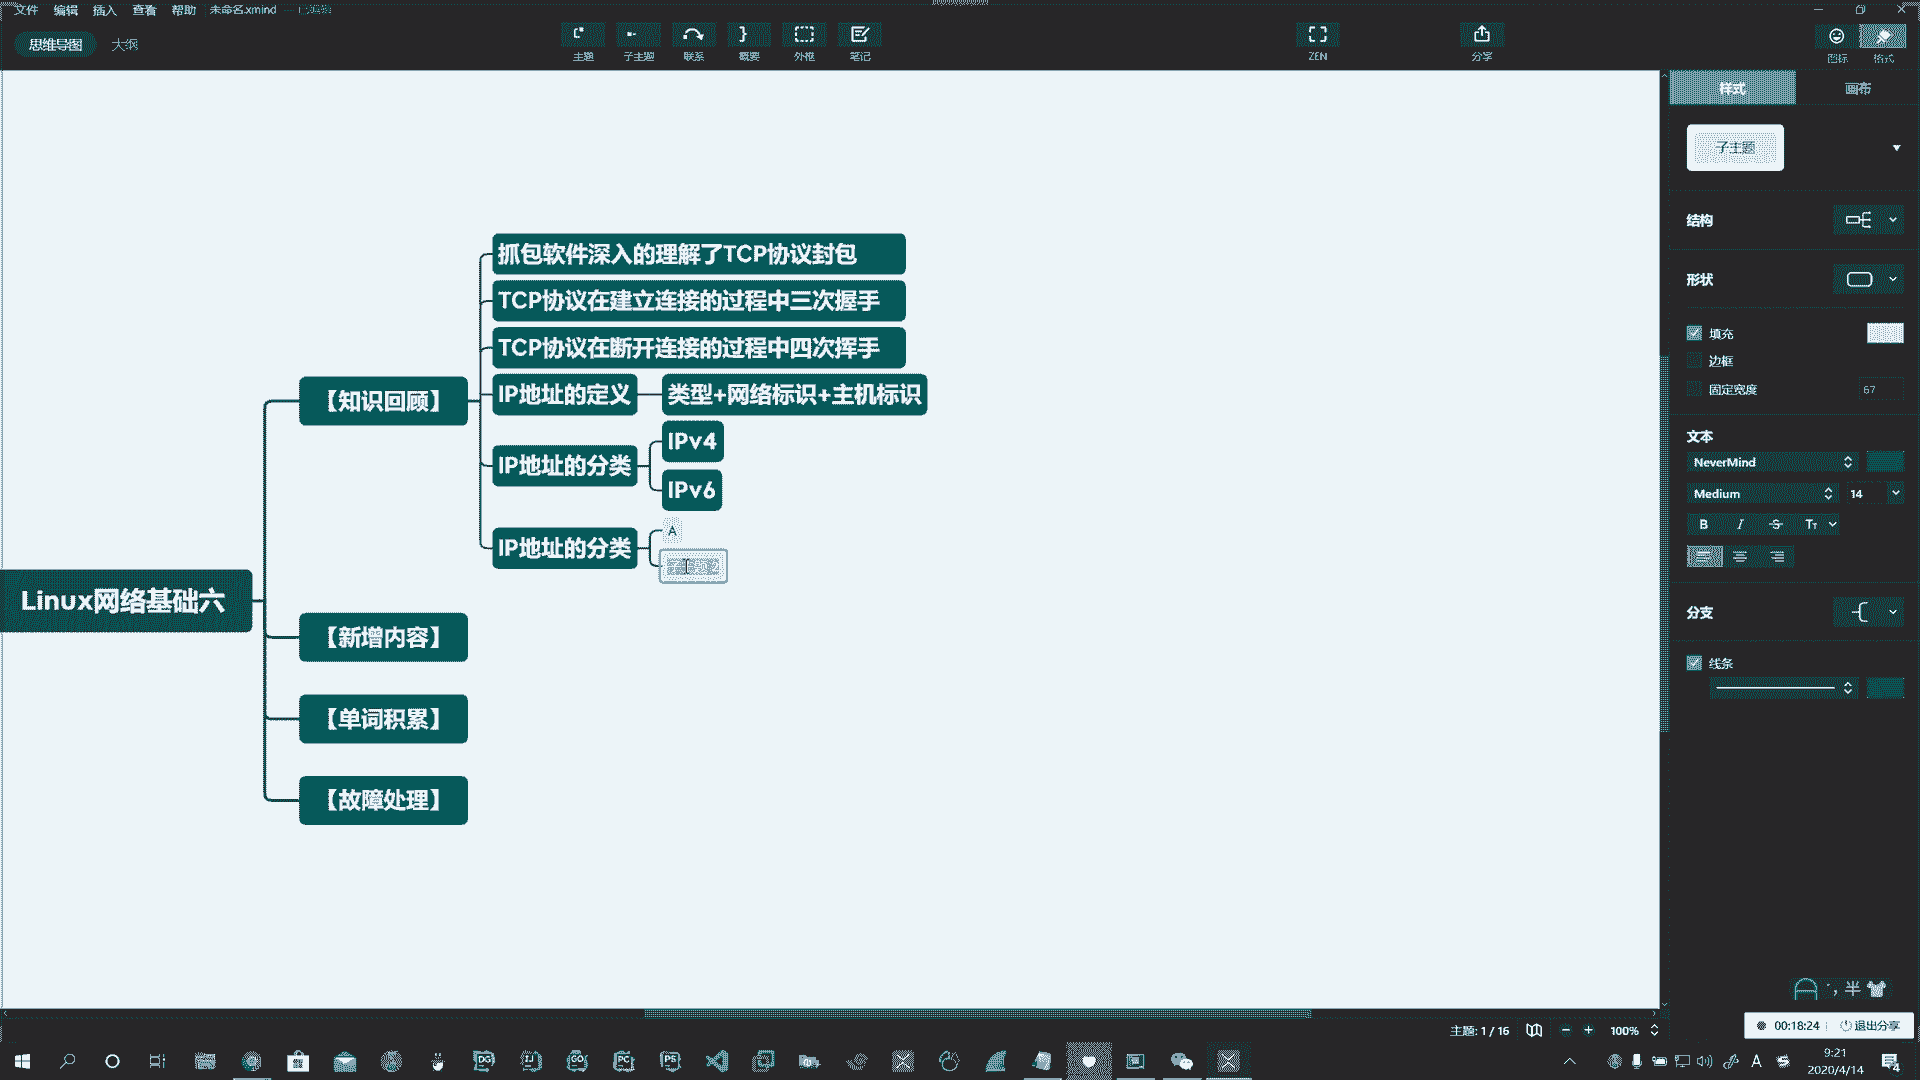 文件 编辑 插入 查看 帮助 未命名.xmind — 已编辑
思维导图 大纲
主题 子主题 联系 概要 外框 笔记 ZEN 分享 图标 格式
样式 画布
子主题
结构
形状
填充
边框
固定宽度 67
文本
NeverMind
Medium 14
B I S Tт
分支
线条
抓包软件深入的理解了TCP协议封包
TCP协议在建立连接的过程中三次握手
TCP协议在断开连接的过程中四次挥手
【知识回顾】
IP地址的定义 类型+网络标识+主机标识
IPv4
IP地址的分类
IPv6
A
IP地址的分类
Linux网络基础六
【新增内容】
【单词积累】
【故障处理】
半
主题: 1 / 16 100%
00:18:24 退出分享
DG IJ GO PC PS
A
9:21
2020/4/14
4